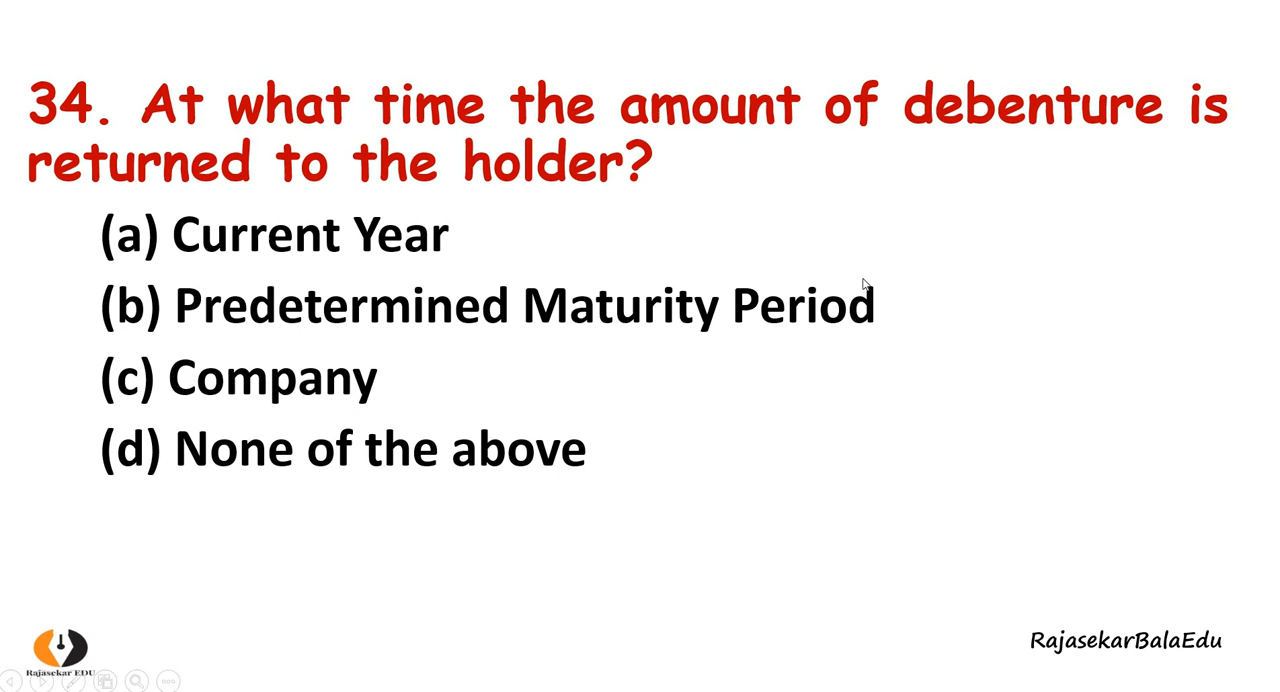 34. At what time the amount of debenture is
returned to the holder?
(a) Current Year
(b) Predetermined Maturity Period
(c) Company
(d) None of the above
RajasekarBalaEdu
Rajasekar EDU